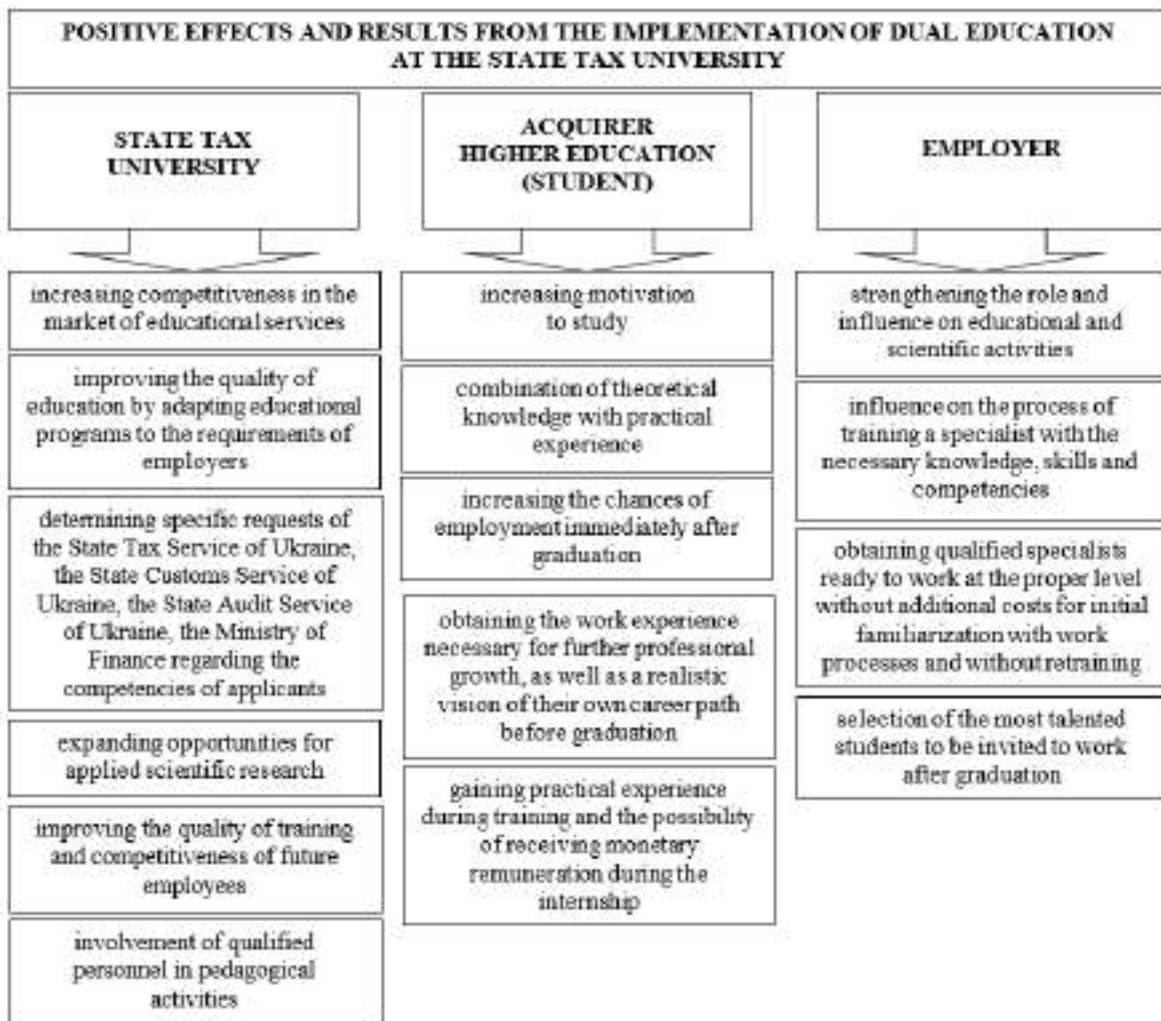 POSITIVE EFFECTS AND RESULTS FROM THE IMPLEMENTATION OF DUAL EDUCATION
AT THE STATE TAX UNIVERSITY
STATE TAX
UNIVERSITY
increasing competitiveness in the
market of educational services
improving the quality of
education by adapting educational
programs to the requirements of
employers
determining specific requests of
the State Tax Service of Ukraine,
the State Customs Service of
Ukraine, the State Audit Service
of Ukraine, the Ministry of
Finance regarding the
competencies of applicants
expanding opportunities for
applied scientific research
improving the quality of training
and competitiveness of future
employees
involvement of qualified
personnel in pedagogical
activities
ACQUIRER
HIGHER EDUCATION
(STUDENT)
increasing motivation
to study
combination of theoretical
knowledge with practical
experience
increasing the chances of
employment immediately after
graduation
obtaining the work experience
necessary for further professional
growth, as well as a realistic
vision of their own career path
before graduation
gaining practical experience
during training and the possibility
of receiving monetary
remuneration during the
internship
EMPLOYER
strengthening the role and
influence on educational and
scientific activities
influence on the process of
training a specialist with the
necessary knowledge, skills and
competencies
obtaining qualified specialists
ready to work at the proper level
without additional costs for initial
familiarization with work
processes and without retraining
selection of the most talented
students to be invited to work
after graduation